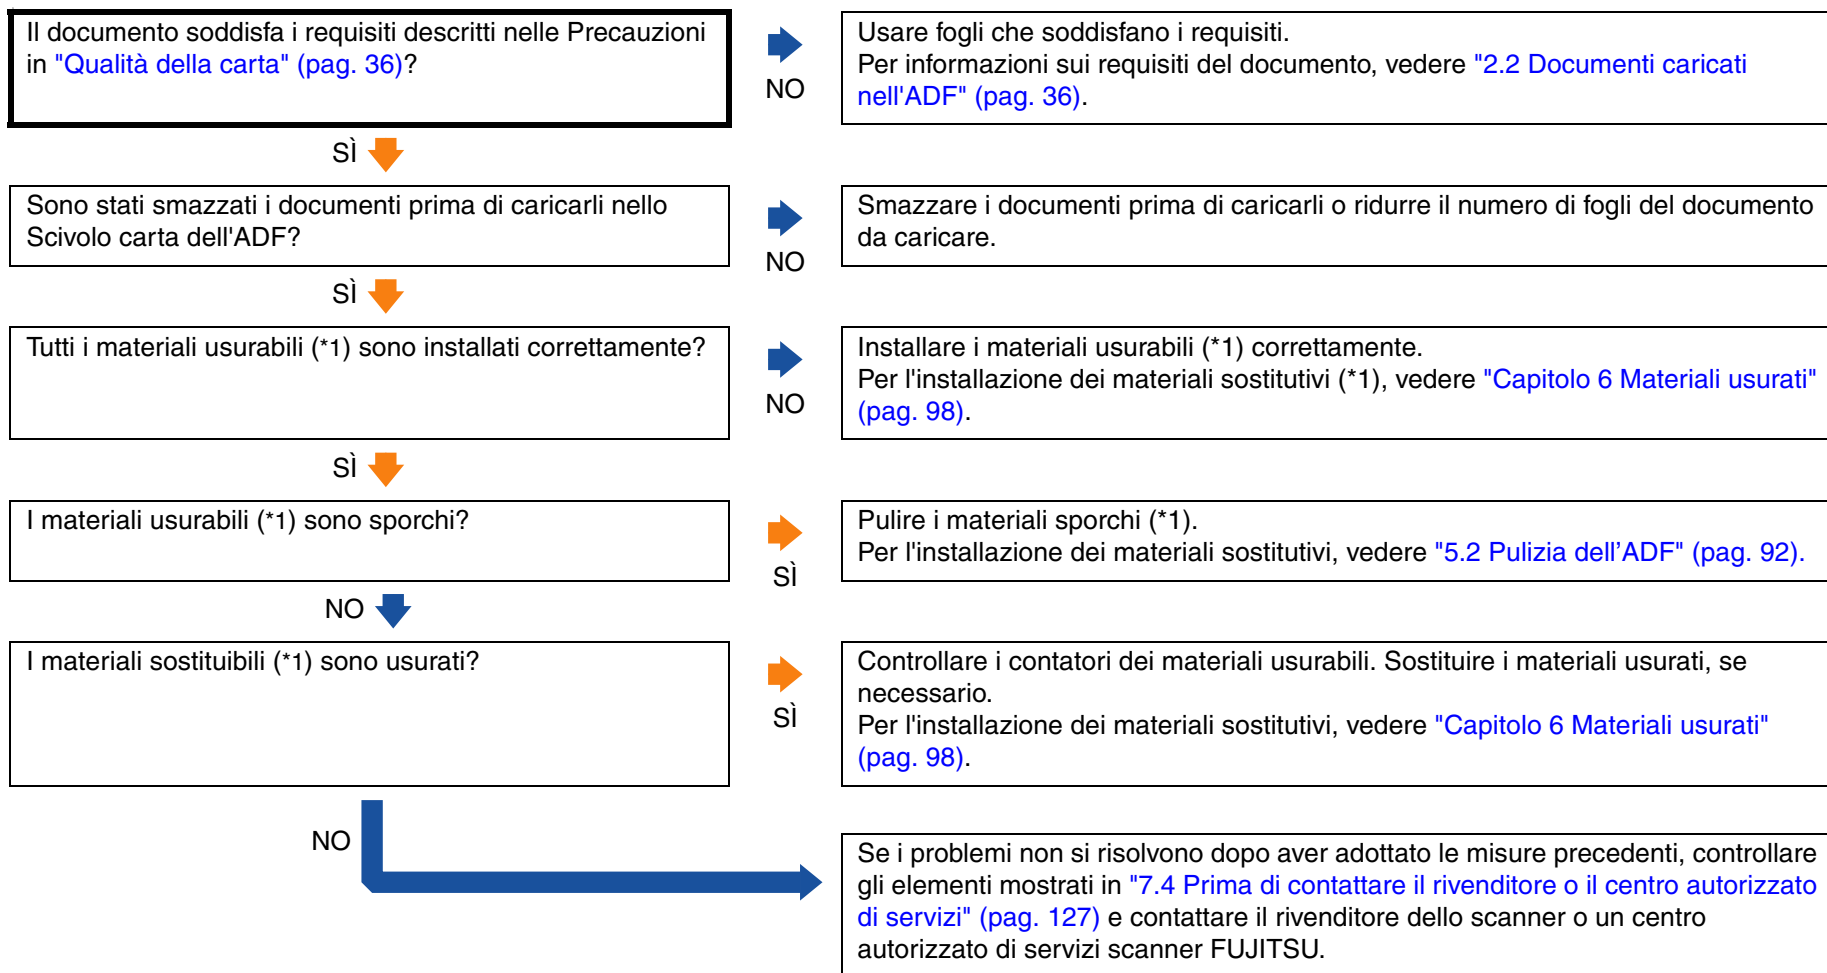 Il documento soddisfa i requisiti descritti nelle Precauzioni
in "Qualità della carta" (pag. 36)?
NO
Usare fogli che soddisfano i requisiti.
Per informazioni sui requisiti del documento, vedere "2.2 Documenti caricati
nell'ADF" (pag. 36).
SÌ
Sono stati smazzati i documenti prima di caricarli nello
Scivolo carta dell'ADF?
NO
Smazzare i documenti prima di caricarli o ridurre il numero di fogli del documento
da caricare.
SÌ
Tutti i materiali usurabili (*1) sono installati correttamente?
NO
Installare i materiali usurabili (*1) correttamente.
Per l'installazione dei materiali sostitutivi (*1), vedere "Capitolo 6 Materiali usurati"
(pag. 98).
SÌ
I materiali usurabili (*1) sono sporchi?
SÌ
Pulire i materiali sporchi (*1).
Per l'installazione dei materiali sostitutivi, vedere "5.2 Pulizia dell’ADF" (pag. 92).
NO
I materiali sostituibili (*1) sono usurati?
SÌ
Controllare i contatori dei materiali usurabili. Sostituire i materiali usurati, se
necessario.
Per l'installazione dei materiali sostitutivi, vedere "Capitolo 6 Materiali usurati"
(pag. 98).
NO
Se i problemi non si risolvono dopo aver adottato le misure precedenti, controllare
gli elementi mostrati in "7.4 Prima di contattare il rivenditore o il centro autorizzato
di servizi" (pag. 127) e contattare il rivenditore dello scanner o un centro
autorizzato di servizi scanner FUJITSU.